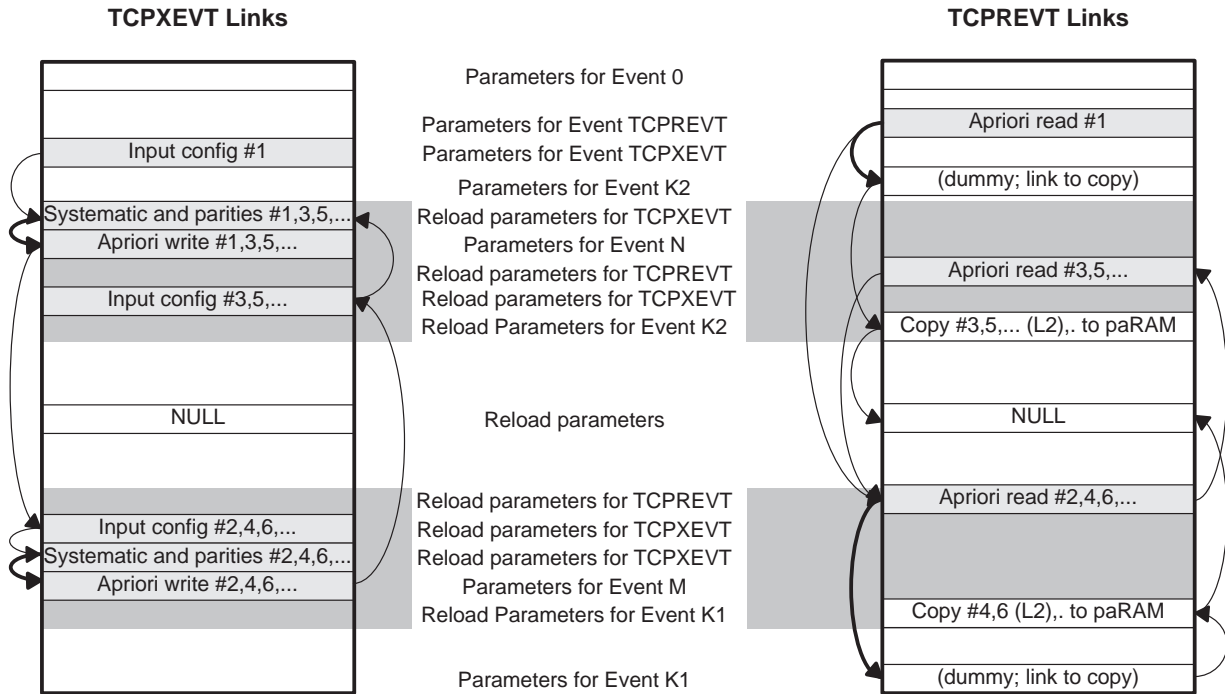 TCPXEVT Links
TCPREVT Links
Parameters for Event 0
Parameters for Event TCPREVT
Apriori read #1
Input config #1
Parameters for Event TCPXEVT
(dummy; link to copy)
Parameters for Event K2
Systematic and parities #1,3,5,...
Reload parameters for TCPXEVT
Apriori write #1,3,5,...
Parameters for Event N
Reload parameters for TCPREVT
Apriori read #3,5,...
Input config #3,5,...
Reload parameters for TCPXEVT
Reload Parameters for Event K2
Copy #3,5,... (L2),. to paRAM
NULL
Reload parameters
NULL
Reload parameters for TCPREVT
Apriori read #2,4,6,...
Input config #2,4,6,...
Reload parameters for TCPXEVT
Systematic and parities #2,4,6,...
Reload parameters for TCPXEVT
Apriori write #2,4,6,...
Parameters for Event M
Reload Parameters for Event K1
Copy #4,6 (L2),. to paRAM
Parameters for Event K1
(dummy; link to copy)